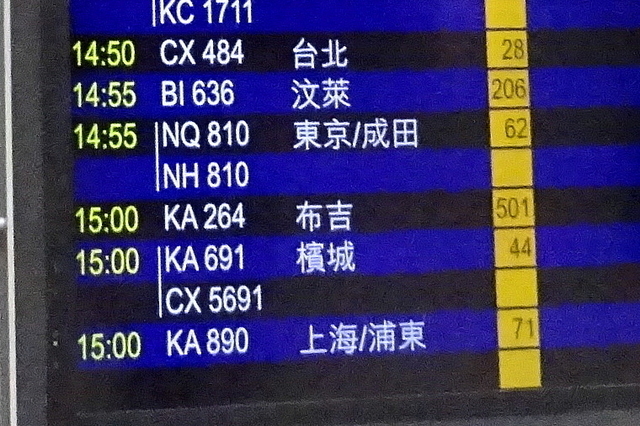 KC 1711
14:50 CX 484 台北 28
14:55 BI 636 汶萊 206
14:55 NQ 810 東京/成田 62
NH 810
15:00 KA 264 布吉 501
15:00 KA 691 檳城 44
CX 5691
15:00 KA 890 上海/浦東 71